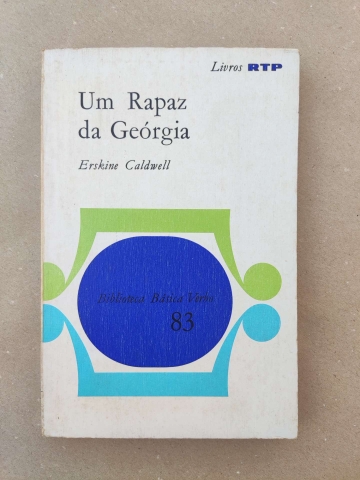 Livros RTP
Um Rapaz
da Geórgia
Erskine Caldwell
Biblioteca Básica Verbo
83